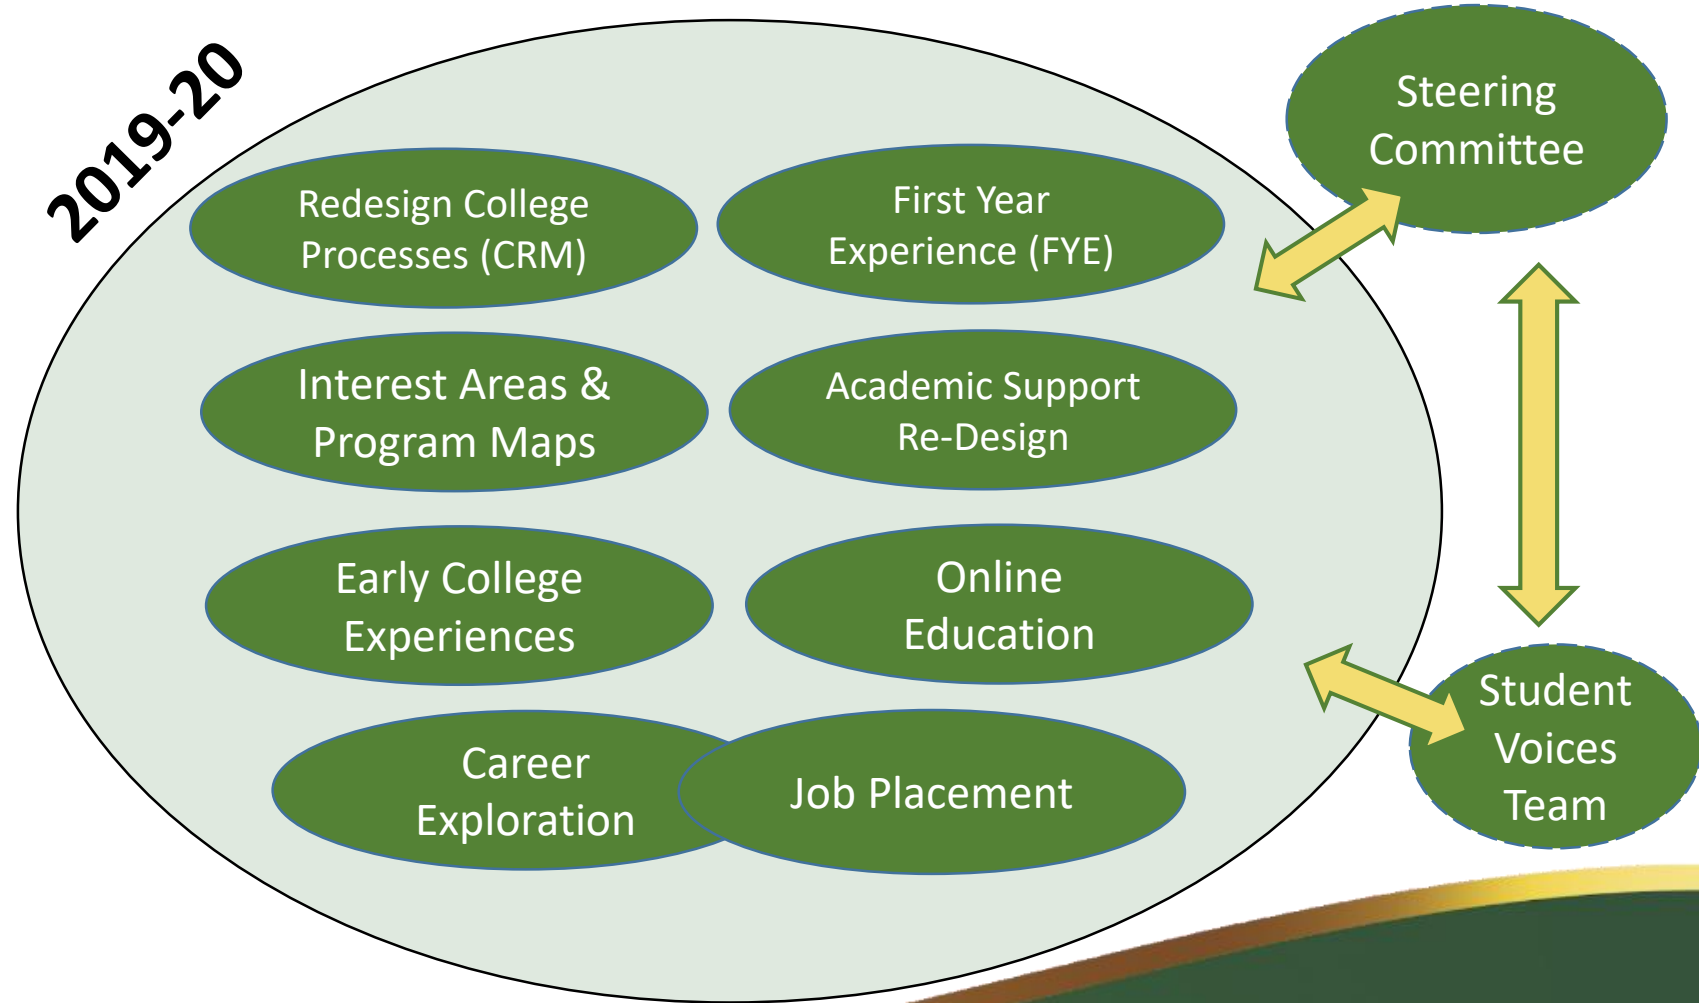 2019-20
Steering
Committee
Redesign College
Processes (CRM)
First Year
Experience (FYE)
Interest Areas &
Program Maps
Academic Support
Re-Design
Early College
Experiences
Online
Education
Career
Exploration
Job Placement
Student
Voices
Team